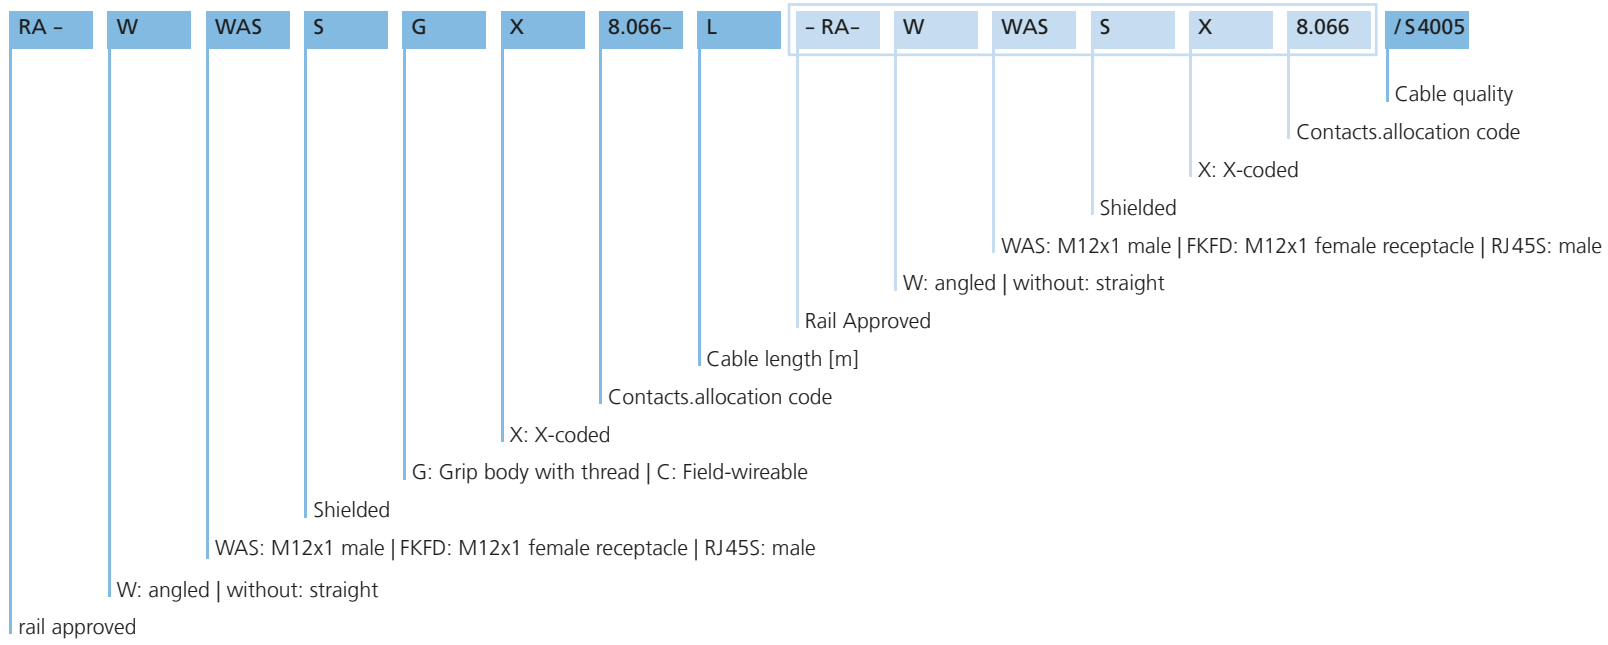 RA – W WAS S G X 8.066– L – RA– W WAS S X 8.066 /S4005
Cable quality
Contacts.allocation code
X: X-coded
Shielded
WAS: M12x1 male | FKFD: M12x1 female receptacle | RJ45S: male
W: angled | without: straight
Rail Approved
Cable length [m]
Contacts.allocation code
X: X-coded
G: Grip body with thread | C: Field-wireable
Shielded
WAS: M12x1 male | FKFD: M12x1 female receptacle | RJ45S: male
W: angled | without: straight
rail approved